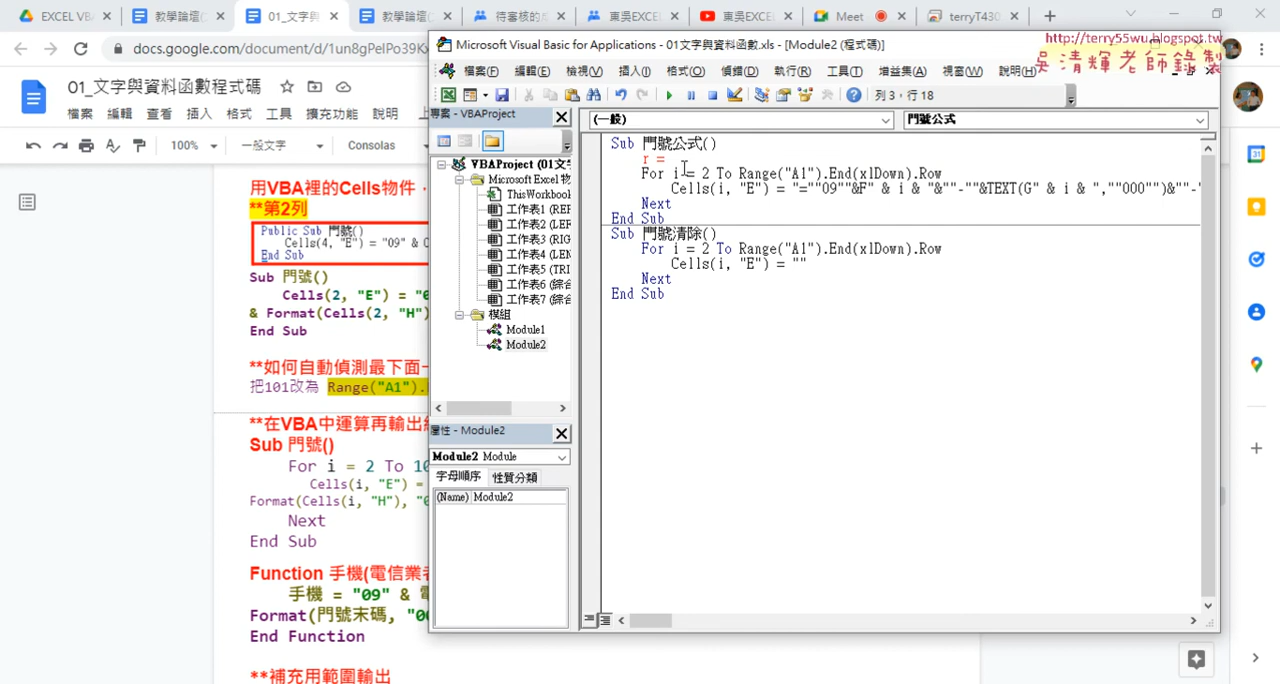 EXCEL VB
教學論壇
01_文字與
教學論壇
待審核的
東吳EXCEL
東吳EXCEL
Meet
terryT430
docs.google.com/document/d/1un8gPelPo39K
http://terry55wu.blogspot.tw
吳清輝老師錄製
01_文字與資料函數程式碼
檔案 編輯 查看 插入 格式 工具 擴充功能 說明
100% 一般文字 Consolas
用VBA裡的Cells物件，
**第2列
Public Sub 門號()
Cells(4, "E") = "09" & C
End Sub
Sub 門號()
Cells(2, "E") = "0
& Format(Cells(2, "H")
End Sub
**如何自動偵測最下面一
把101改為 Range("A1").
**在VBA中運算再輸出
Sub 門號()
For i = 2 To 10
Cells(i, "E") =
Format(Cells(i, "H"), "0
Next
End Sub
Function 手機(電信業者
手機 = "09" &
Format(門號末碼, "00
End Function
**補充用範圍輸出
Microsoft Visual Basic for Applications - 01文字與資料函數.xls - [Module2 (程式碼)]
檔案(F) 編輯(E) 檢視(V) 插入(I) 格式(O) 偵錯(D) 執行(R) 工具(T) 增益集(A) 視窗(W) 說明(H)
列 3，行 18
專案 - VBAProject
VBAProject (01文
Microsoft Excel 物
ThisWorkbook
工作表1 (REP
工作表2 (LEF
工作表3 (RIG
工作表4 (LEN
工作表5 (TRI
工作表6 (綜合
工作表7 (綜合
模組
Module1
Module2
屬性 - Module2
Module2 Module
字母順序 性質分類
(Name) Module2
(一般) 門號公式
Sub 門號公式()
r =
For i = 2 To Range("A1").End(xlDown).Row
Cells(i, "E") = "=""09""&F" & i & "&""-""&TEXT(G" & i & ",""000"")&""-"
Next
End Sub
Sub 門號清除()
For i = 2 To Range("A1").End(xlDown).Row
Cells(i, "E") = ""
Next
End Sub